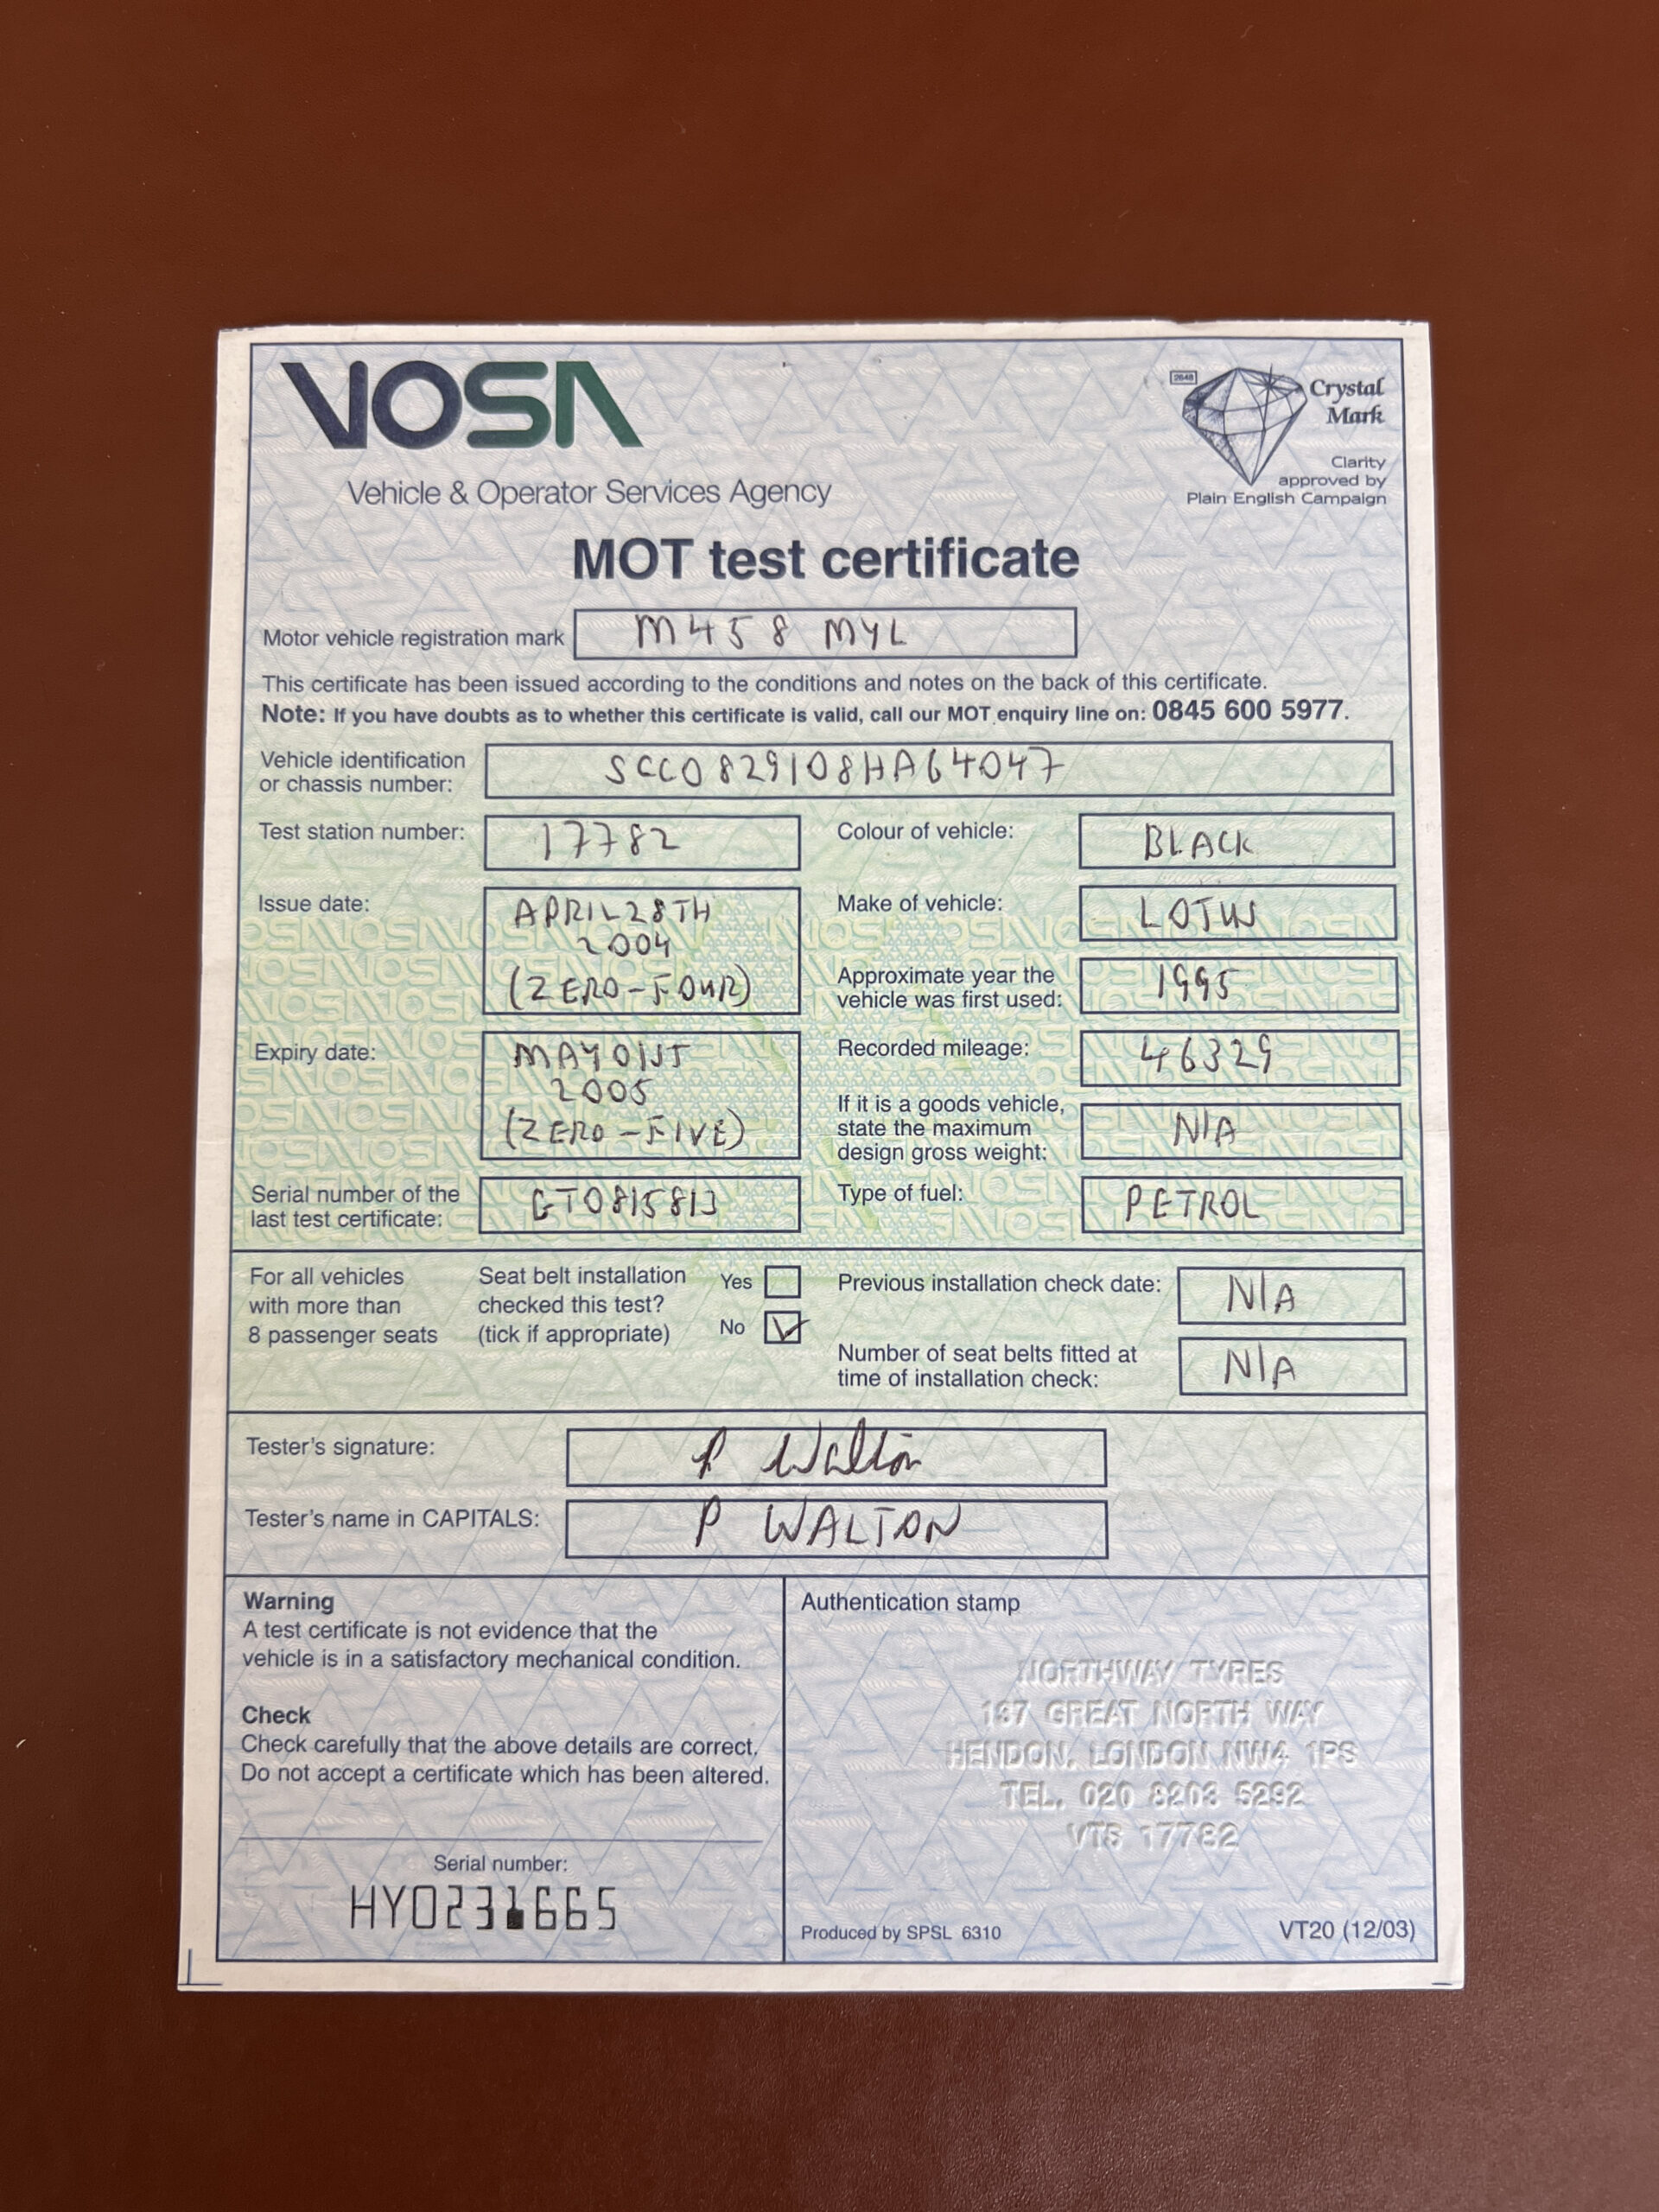 VOSA
2648
Crystal
Mark
Clarity
approved by
Plain English Campaign
Vehicle & Operator Services Agency
MOT test certificate
Motor vehicle registration mark M458 MYL
This certificate has been issued according to the conditions and notes on the back of this certificate.
Note: If you have doubts as to whether this certificate is valid, call our MOT enquiry line on: 0845 600 5977.
Vehicle identification
or chassis number: SCC0829108HA64047
Test station number: 17782
Colour of vehicle: BLACK
Issue date: APRIL 28TH
2004
(ZERO-FOUR)
Make of vehicle: LOTUS
Approximate year the
vehicle was first used: 1995
Expiry date: MAY 01ST
2005
(ZERO-FIVE)
Recorded mileage: 46329
If it is a goods vehicle,
state the maximum
design gross weight: N/A
Serial number of the
last test certificate: GT0815813
Type of fuel: PETROL
For all vehicles
with more than
8 passenger seats
Seat belt installation
checked this test?
(tick if appropriate)
Yes
No
Previous installation check date: N/A
Number of seat belts fitted at
time of installation check: N/A
Tester's signature: P Walton
Tester's name in CAPITALS: P WALTON
Warning
A test certificate is not evidence that the
vehicle is in a satisfactory mechanical condition.
Check
Check carefully that the above details are correct.
Do not accept a certificate which has been altered.
Serial number:
HY0231665
Authentication stamp
NORTHWAY TYRES
197 GREAT NORTH WAY
HENDON, LONDON NW4 1PS
TEL. 020 8203 5292
VTS 17782
Produced by SPSL 6310
VT20 (12/03)